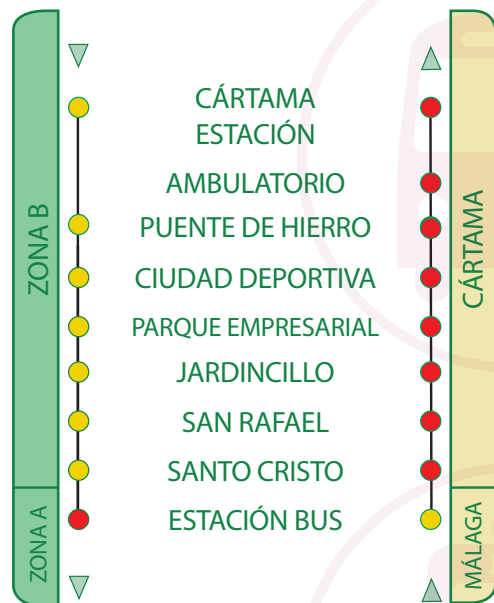 ZONA B
ZONA A
CÁRTAMA
ESTACIÓN
AMBULATORIO
PUENTE DE HIERRO
CIUDAD DEPORTIVA
PARQUE EMPRESARIAL
JARDINCILLO
SAN RAFAEL
SANTO CRISTO
ESTACIÓN BUS
CÁRTAMA
MÁLAGA